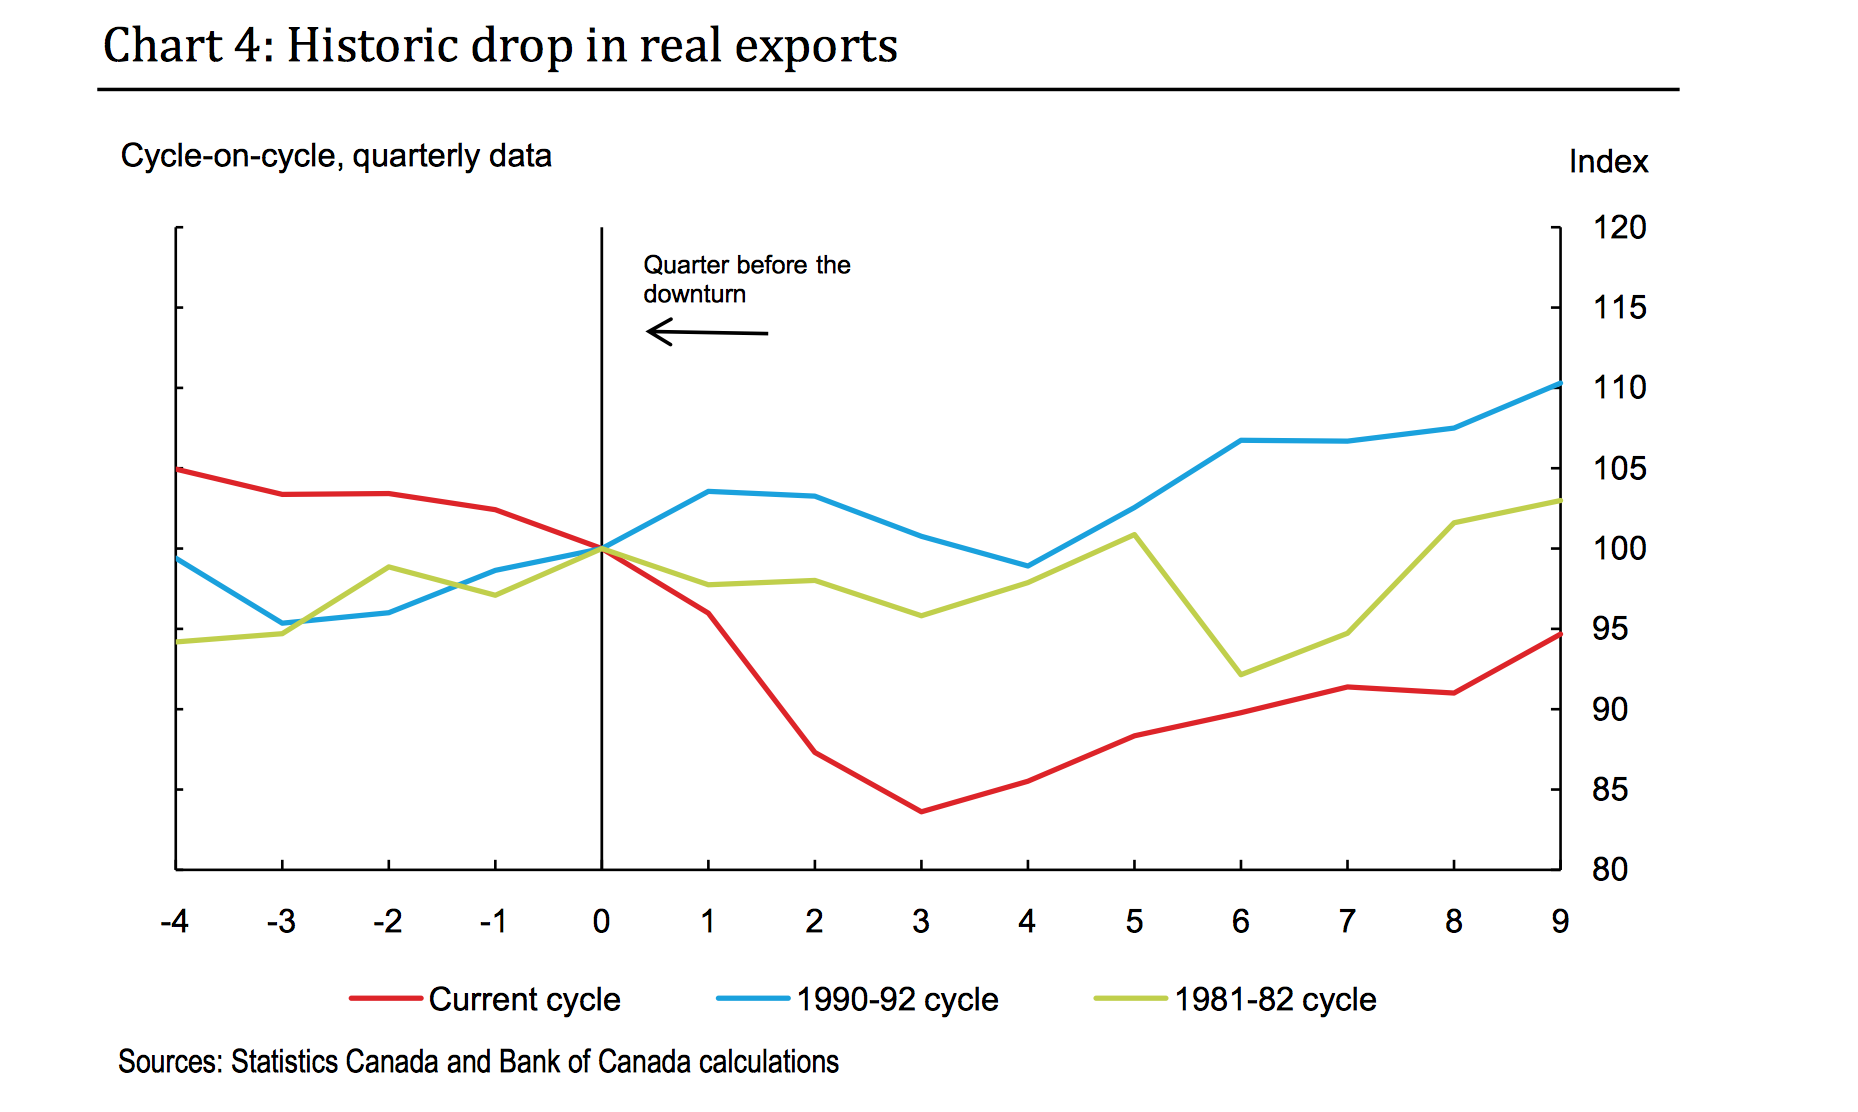 Chart 4: Historic drop in real exports
Cycle-on-cycle, quarterly data
Index
Quarter before the
downturn
120
115
110
105
100
95
90
85
80
-4 -3 -2 -1 0 1 2 3 4 5 6 7 8 9
Current cycle 1990-92 cycle 1981-82 cycle
Sources: Statistics Canada and Bank of Canada calculations